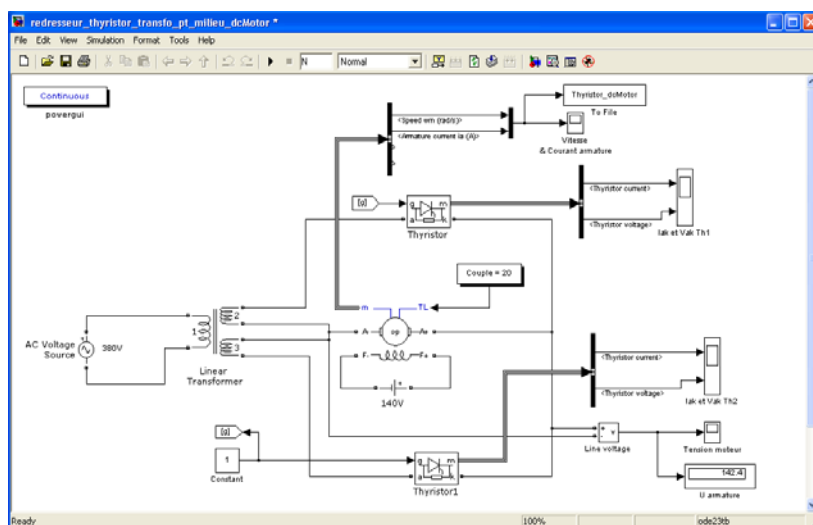 redresseur_thyristor_transfo_pt_milieu_dcMotor *
File Edit View Simulation Format Tools Help
N Normal
Continuous
powergui
<Speed wm (rad/s)>
<Armature current ia (A)>
Thyristor_dcMotor
To File
Vitesse
& Courant armature
[g]
g m
a k
Thyristor
<Thyristor current>
<Thyristor voltage>
Iak et Vak Th1
Couple = 20
m TL
1 2
3
A- A+
F- F+
140V
AC Voltage
Source
380V
Linear
Transformer
<Thyristor current>
<Thyristor voltage>
Iak et Vak Th2
[g]
1
Constant
g m
a k
Thyristor1
+
- v
Line voltage
Tension moteur
142.4
U armature
Ready 100% ode23tb